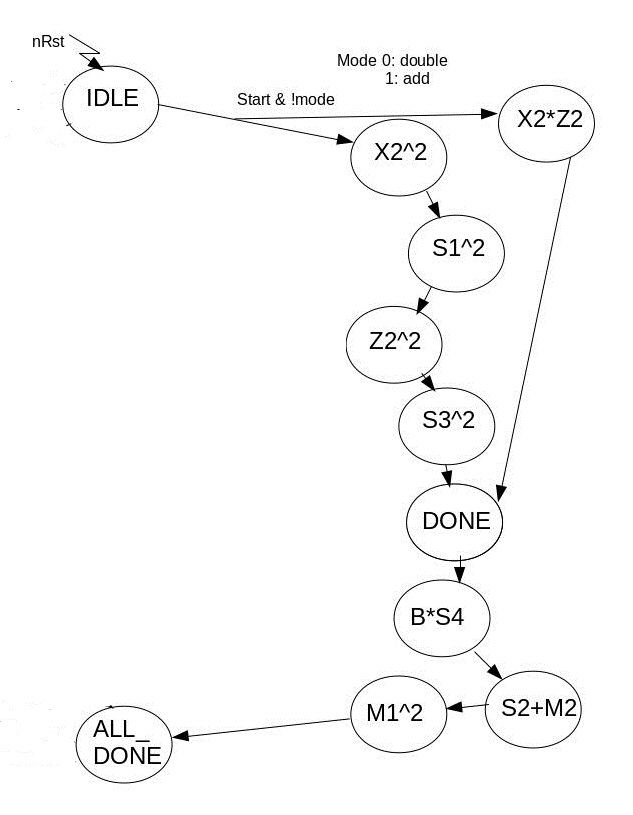 nRst
Mode 0: double
1: add
IDLE
Start & !mode
X2*Z2
X2^2
S1^2
Z2^2
S3^2
DONE
B*S4
S2+M2
M1^2
ALL_
DONE